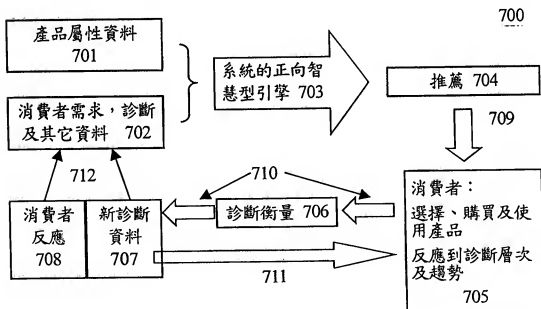 700
產品屬性資料
701
系統的正向智
慧型引擎 703
推薦 704
消費者需求，診斷
及其它資料 702
709
712
710
消費者：
選擇、購買及使
用產品
反應到診斷層次
及趨勢
705
消費者
反應
708
新診斷
資料
707
診斷衡量 706
711